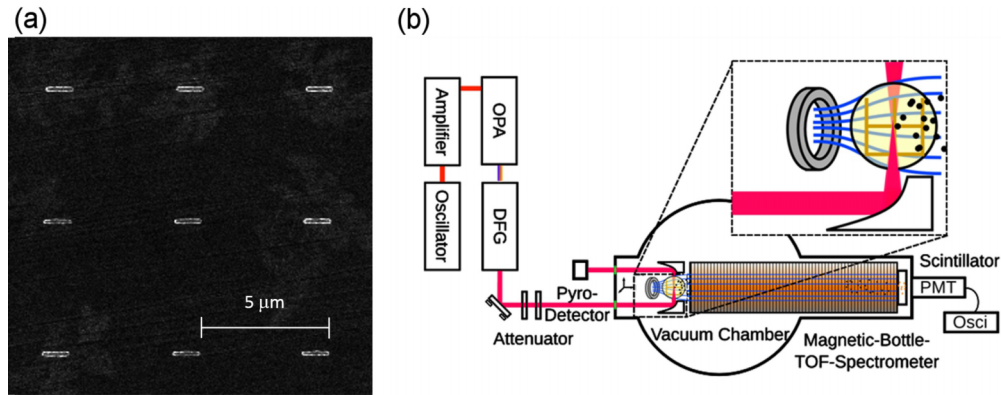 (a)
(b)
5 μm
Amplifier
OPA
Oscillator
DFG
Attenuator
Pyro-
Detector
Vacuum Chamber
Scintillator
PMT
Osci
Magnetic-Bottle-
TOF-Spectrometer